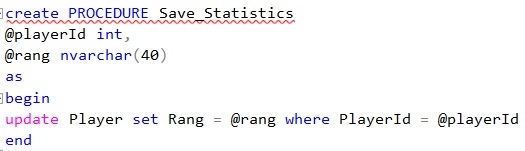 create PROCEDURE Save_Statistics
@playerId int,
@rang nvarchar(40)
as
begin
update Player set Rang = @rang where PlayerId = @playerId
end